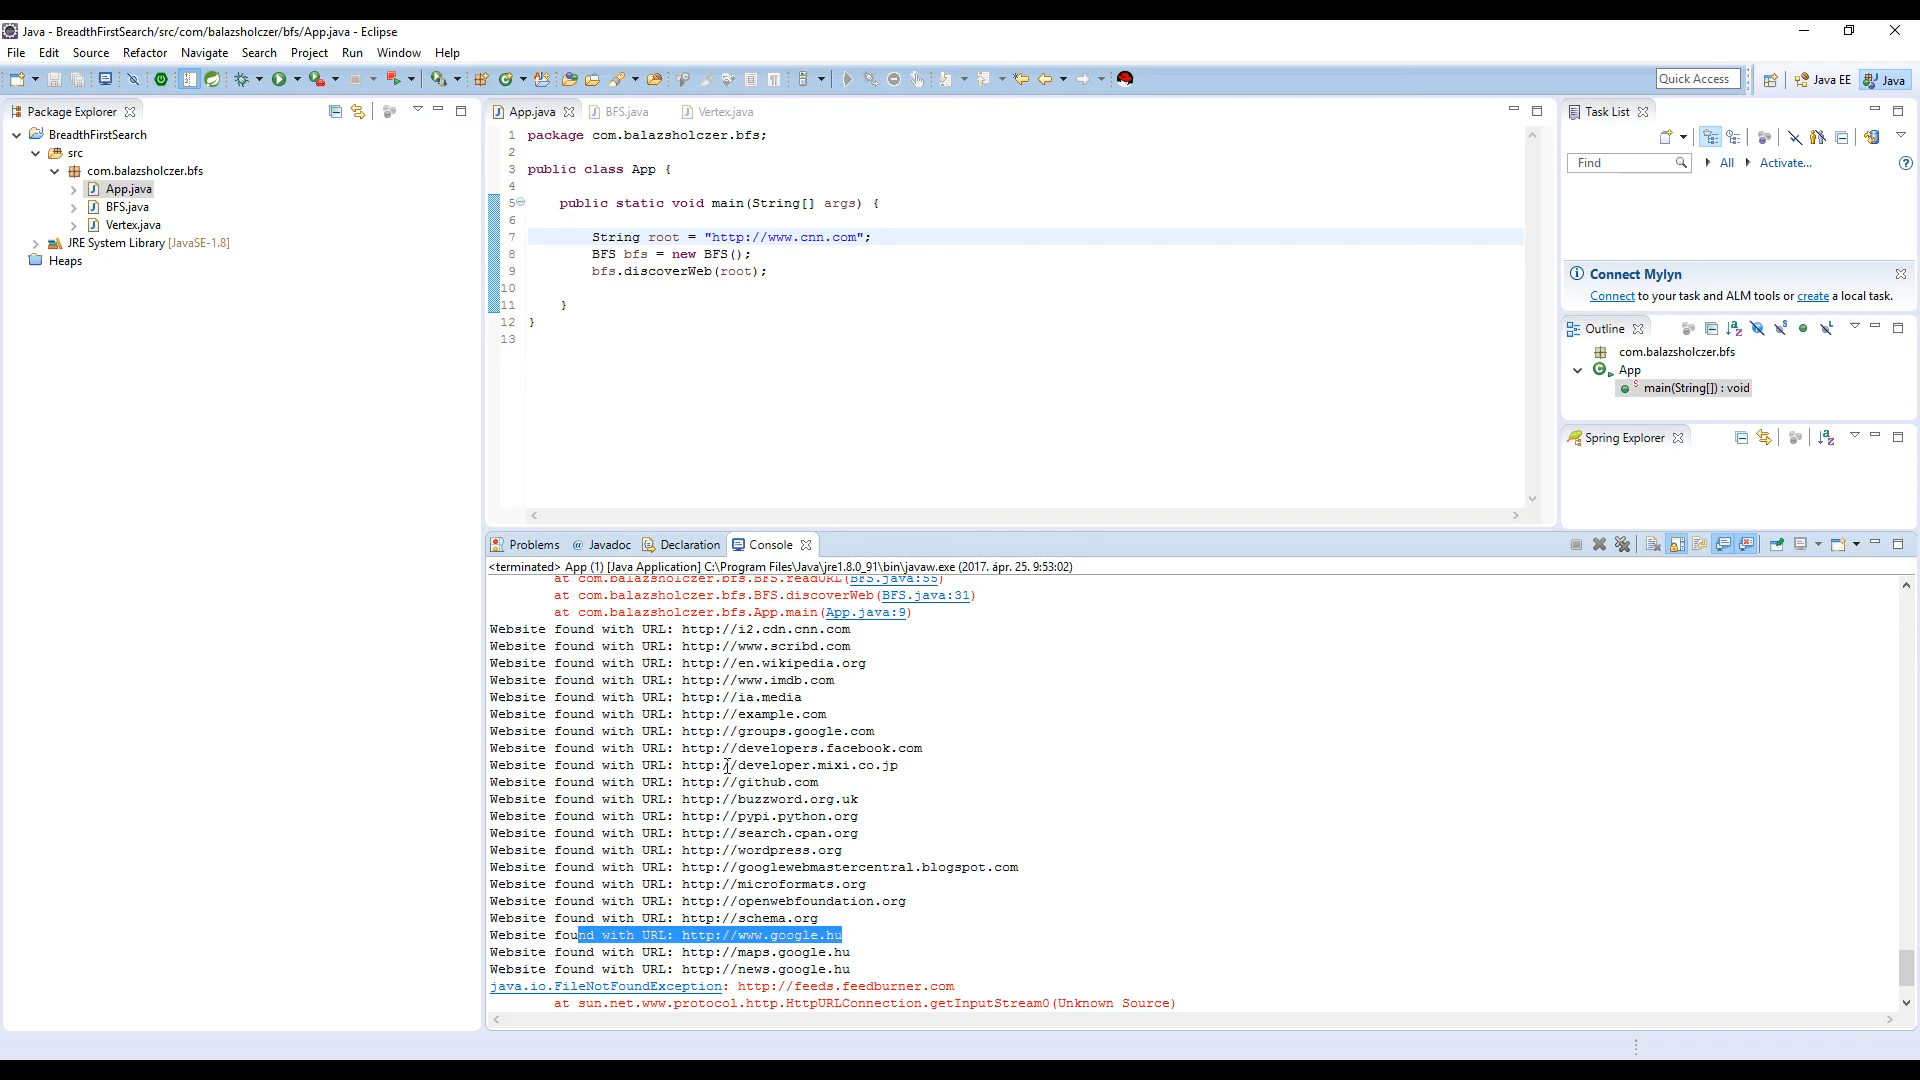 Java - BreadthFirstSearch/src/com/balazsholczer/bfs/App.java - Eclipse
File Edit Source Refactor Navigate Search Project Run Window Help
Quick Access Java EE Java
Package Explorer
BreadthFirstSearch
src
com.balazsholczer.bfs
App.java
BFS.java
Vertex.java
JRE System Library [JavaSE-1.8]
Heaps
App.java BFS.java Vertex.java
1 package com.balazsholczer.bfs;
2
3 public class App {
4
5 public static void main(String[] args) {
6
7 String root = "http://www.cnn.com";
8 BFS bfs = new BFS();
9 bfs.discoverWeb(root);
10
11 }
12 }
13
Task List
Find All Activate...
Connect Mylyn
Connect to your task and ALM tools or create a local task.
Outline
com.balazsholczer.bfs
App
main(String[]) : void
Spring Explorer
Problems @ Javadoc Declaration Console
<terminated> App (1) [Java Application] C:\Program Files\Java\jre1.8.0_91\bin\javaw.exe (2017. ápr. 25. 9:53:02)
at com.balazsholczer.bfs.BFS.readURL(BFS.java:55)
at com.balazsholczer.bfs.BFS.discoverWeb(BFS.java:31)
at com.balazsholczer.bfs.App.main(App.java:9)
Website found with URL: http://i2.cdn.cnn.com
Website found with URL: http://www.scribd.com
Website found with URL: http://en.wikipedia.org
Website found with URL: http://www.imdb.com
Website found with URL: http://ia.media
Website found with URL: http://example.com
Website found with URL: http://groups.google.com
Website found with URL: http://developers.facebook.com
Website found with URL: http://developer.mixi.co.jp
Website found with URL: http://github.com
Website found with URL: http://buzzword.org.uk
Website found with URL: http://pypi.python.org
Website found with URL: http://search.cpan.org
Website found with URL: http://wordpress.org
Website found with URL: http://googlewebmastercentral.blogspot.com
Website found with URL: http://microformats.org
Website found with URL: http://openwebfoundation.org
Website found with URL: http://schema.org
Website found with URL: http://www.google.hu
Website found with URL: http://maps.google.hu
Website found with URL: http://news.google.hu
java.io.FileNotFoundException: http://feeds.feedburner.com
at sun.net.www.protocol.http.HttpURLConnection.getInputStream0(Unknown Source)